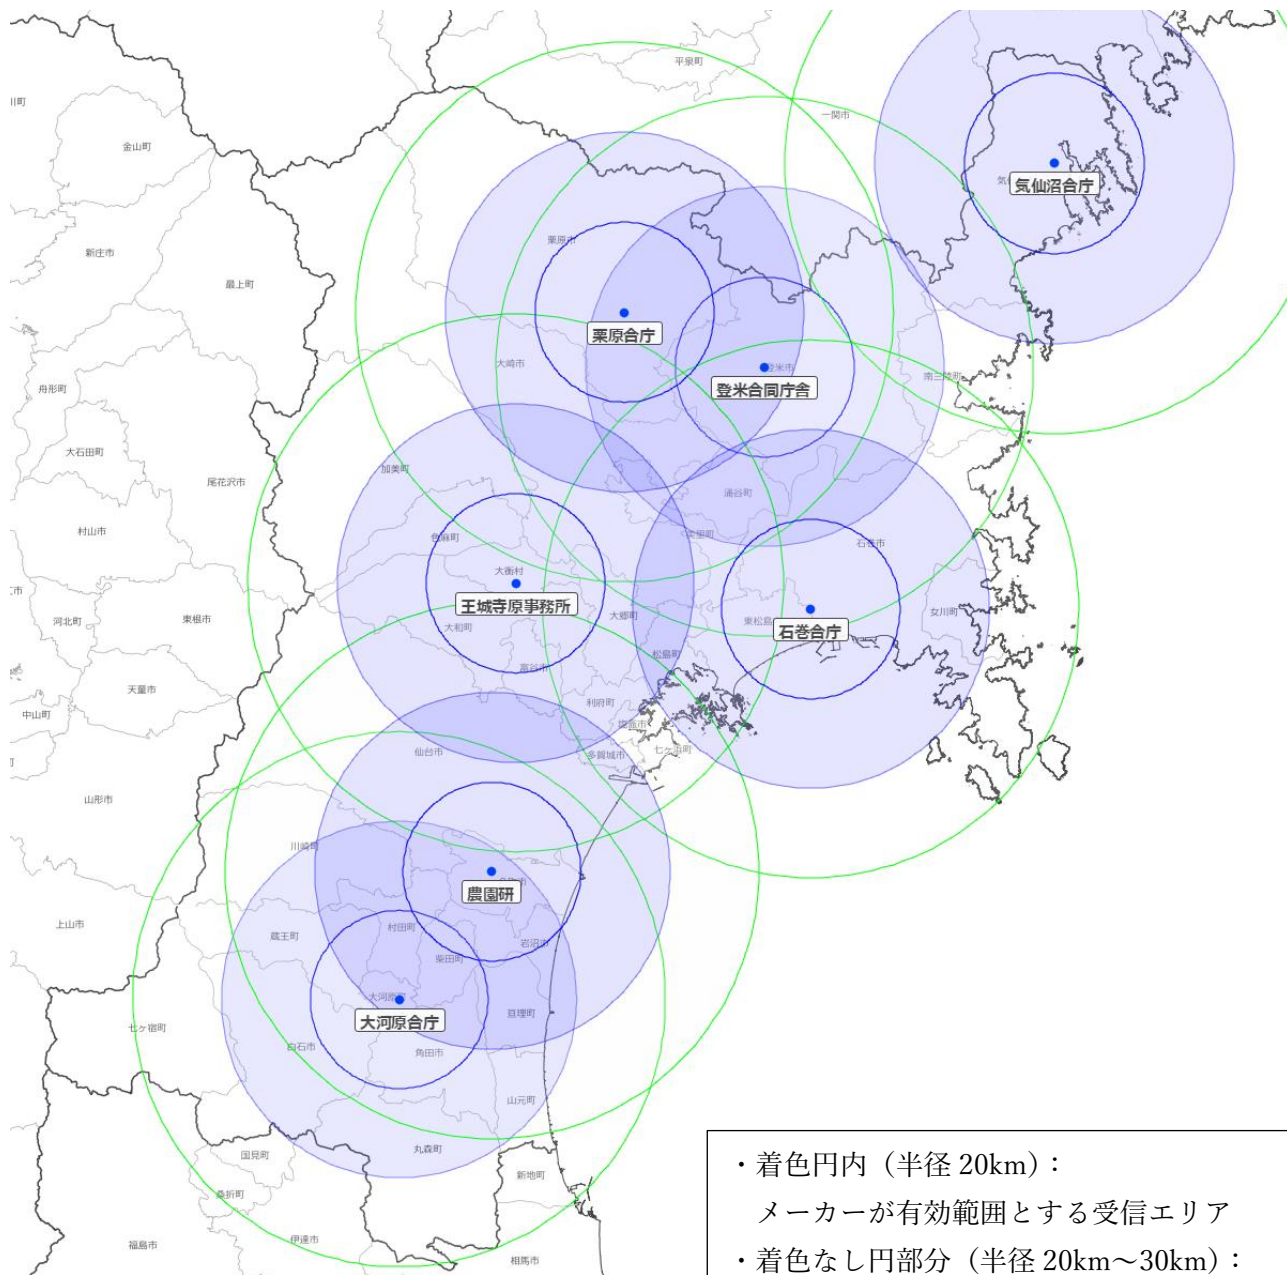 平泉町
川町
一関市
金山町
気仙沼合庁
栗原市
新庄市
最上町
栗原合庁
大崎市
登米市
南三陸町
舟形町
登米合同庁舎
大石田町
加美町
尾花沢市
涌谷町
村山市
美里町
石巻市
色麻町
大衡村
王城寺原事務所
河北町
東根市
大和町
大郷町
東松島
石巻合庁
女川町
松島町
富谷市
天童市
中山町
利府町
塩竈市
仙台市
多賀城市
七ヶ浜町
山形市
川崎町
農園研
上山市
蔵王町
村田町
岩沼市
柴田町
大河原町
大河原合庁
亘理町
七ヶ宿町
白石市
角田市
山元町
丸森町
国見町
新地町
桑折町
伊達市
福島市
相馬市
・着色円内（半径 20km）：
メーカーが有効範囲とする受信エリア
・着色なし円部分（半径 20km～30km）：